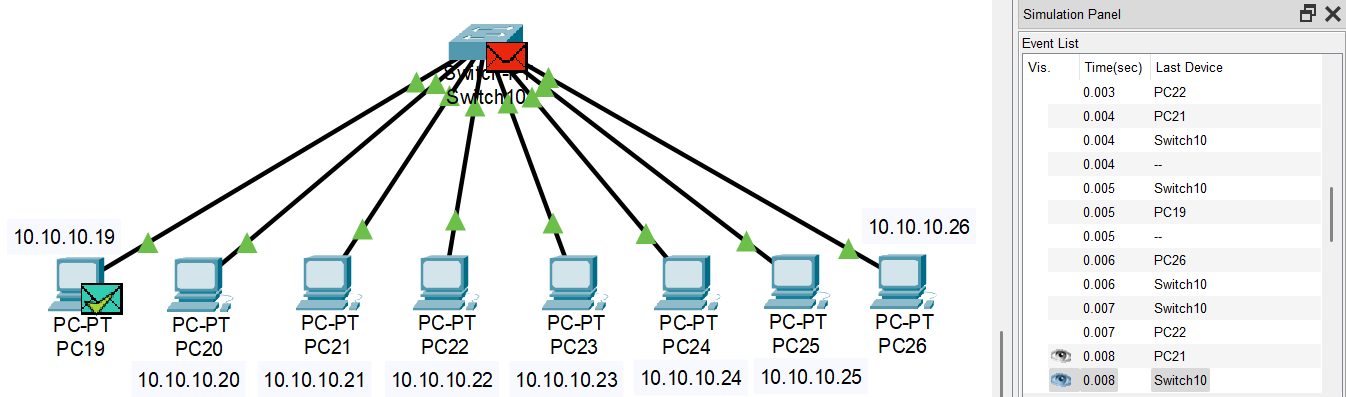 Simulation Panel
Event List
Vis. Time(sec) Last Device
0.003 PC22
0.004 PC21
0.004 Switch10
0.004 --
0.005 Switch10
0.005 PC19
0.005 --
0.006 PC26
0.006 Switch10
0.007 Switch10
0.007 PC22
0.008 PC21
0.008 Switch10
Switch-PT
Switch10
10.10.10.19
10.10.10.26
PC-PT PC-PT PC-PT PC-PT PC-PT PC-PT PC-PT PC-PT
PC19 PC20 PC21 PC22 PC23 PC24 PC25 PC26
10.10.10.20 10.10.10.21 10.10.10.22 10.10.10.23 10.10.10.24 10.10.10.25